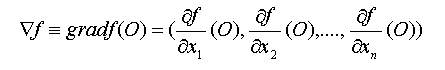 ∇f ≡ gradf(O) = (∂f/∂x₁ (O), ∂f/∂x₂ (O),...., ∂f/∂xₙ (O))